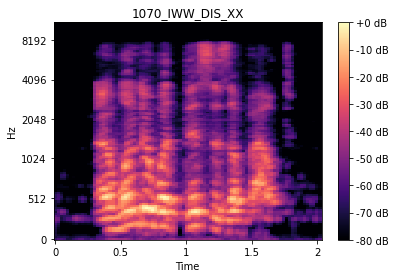 1070_IWW_DIS_XX
+0 dB
8192
-10 dB
-20 dB
4096
-30 dB
2048
Hz
-40 dB
1024
-50 dB
512
-60 dB
-70 dB
0
-80 dB
0
0.5
1
1.5
2
Time